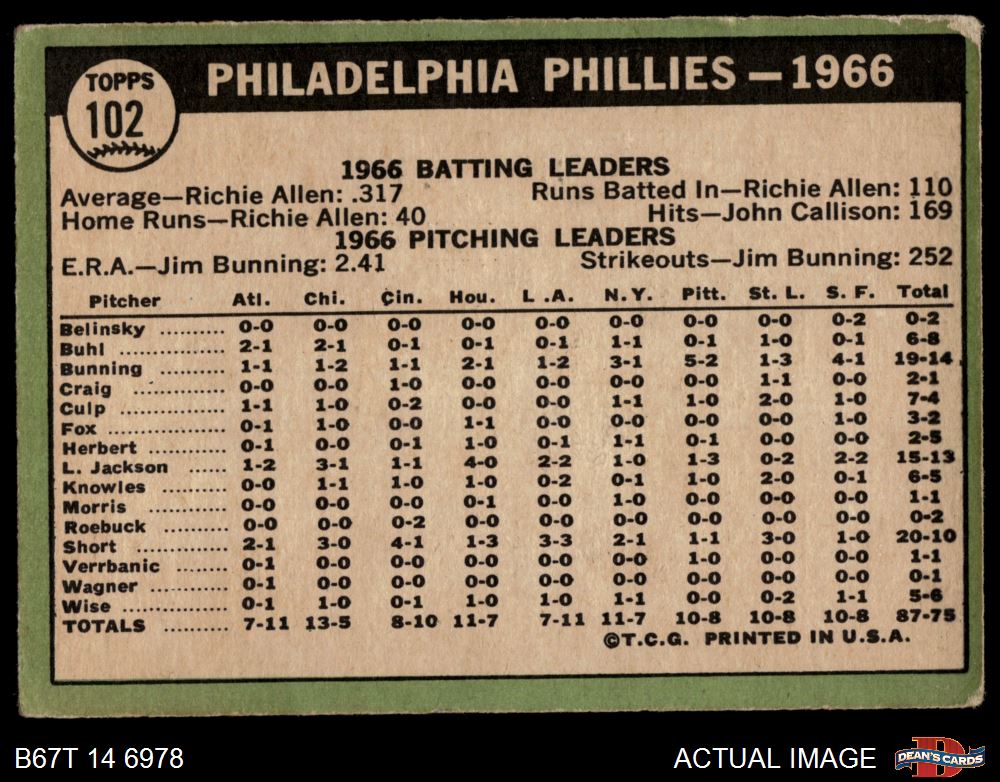 TOPPS
102
PHILADELPHIA PHILLIES — 1966
1966 BATTING LEADERS
Average—Richie Allen: .317 Runs Batted In—Richie Allen: 110
Home Runs—Richie Allen: 40 Hits—John Callison: 169
1966 PITCHING LEADERS
E.R.A.—Jim Bunning: 2.41 Strikeouts—Jim Bunning: 252
Pitcher Atl. Chi. Cin. Hou. L .A. N.Y. Pitt. St. L. S. F. Total
Belinsky .......... 0-0 0-0 0-0 0-0 0-0 0-0 0-0 0-0 0-2 0-2
Buhl ................ 2-1 2-1 0-1 0-1 0-1 1-1 0-1 1-0 0-1 6-8
Bunning .......... 1-1 1-2 1-1 2-1 1-2 3-1 5-2 1-3 4-1 19-14
Craig .............. 0-0 0-0 1-0 0-0 0-0 0-0 0-0 1-1 0-0 2-1
Culp ................ 1-1 1-0 0-2 0-0 0-0 1-1 1-0 2-0 1-0 7-4
Fox .................. 0-1 1-0 0-0 1-1 0-0 0-0 0-0 0-0 1-0 3-2
Herbert ............ 0-1 0-0 0-1 1-0 0-1 1-1 0-1 0-0 0-0 2-5
L. Jackson ...... 1-2 3-1 1-1 4-0 2-2 1-0 1-3 0-2 2-2 15-13
Knowles .......... 0-0 1-1 1-0 1-0 0-2 0-1 1-0 2-0 0-1 6-5
Morris ............ 0-0 0-0 0-0 0-1 0-0 1-0 0-0 0-0 0-0 1-1
Roebuck .......... 0-0 0-0 0-2 0-0 0-0 0-0 0-0 0-0 0-0 0-2
Short .............. 2-1 3-0 4-1 1-3 3-3 2-1 1-1 3-0 1-0 20-10
Verrbanic ........ 0-1 0-0 0-0 0-0 0-0 0-0 1-0 0-0 0-0 1-1
Wagner ............ 0-1 0-0 0-0 0-0 0-0 0-0 0-0 0-0 0-0 0-1
Wise ................ 0-1 1-0 0-1 1-0 1-0 1-1 0-0 0-2 1-1 5-6
TOTALS .......... 7-11 13-5 8-10 11-7 7-11 11-7 10-8 10-8 10-8 87-75
©T.C.G. PRINTED IN U.S.A.
B67T 14 6978 ACTUAL IMAGE
D
DEAN'S CARDS